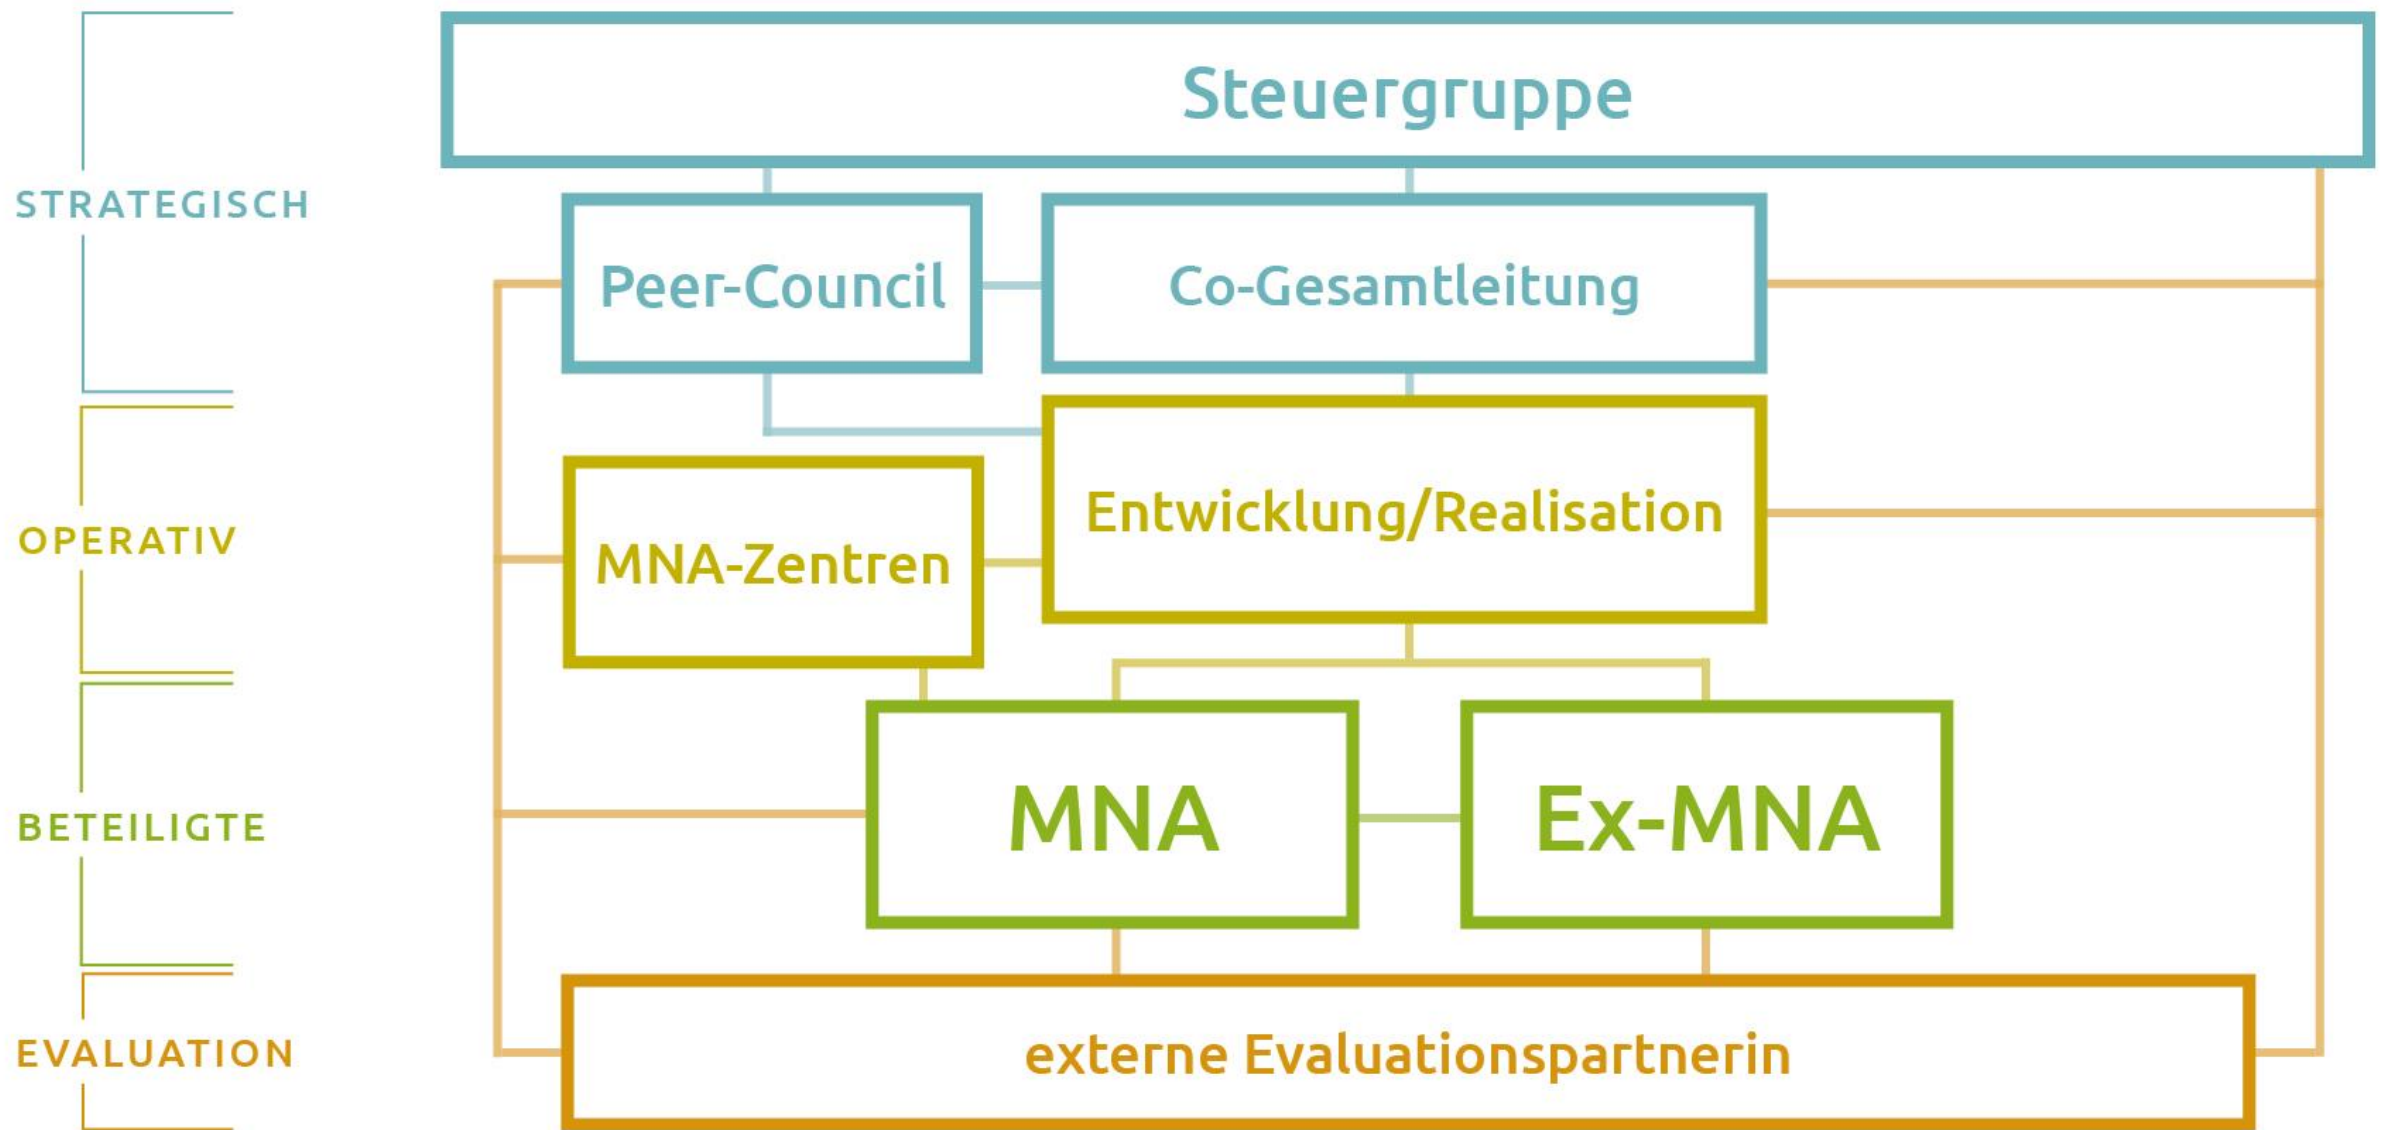 Steuergruppe
STRATEGISCH
Peer-Council
Co-Gesamtleitung
OPERATIV
MNA-Zentren
Entwicklung/Realisation
BETEILIGTE
MNA
Ex-MNA
EVALUATION
externe Evaluationspartnerin